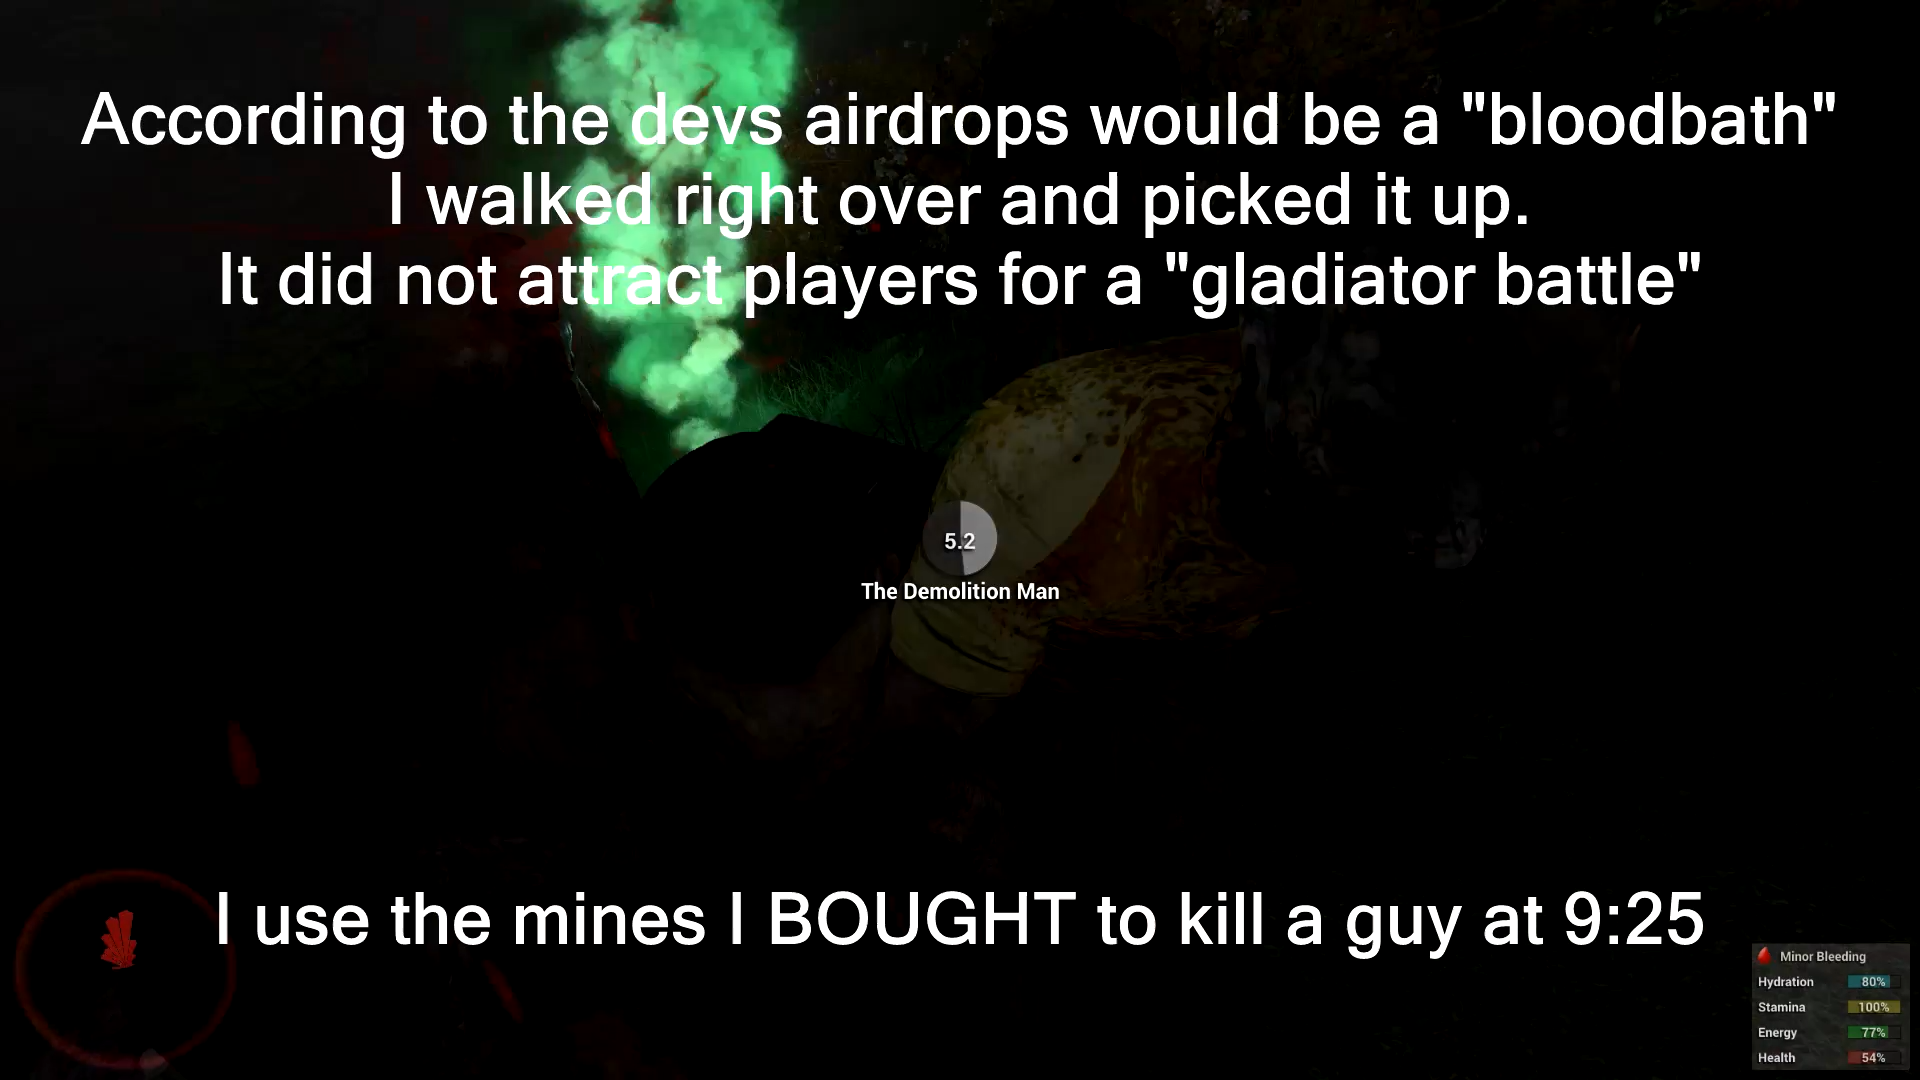 According to the devs airdrops would be a "bloodbath"
I walked right over and picked it up.
It did not attract players for a "gladiator battle"
5.2
The Demolition Man
I use the mines I BOUGHT to kill a guy at 9:25
Minor Bleeding
Hydration 80%
Stamina 100%
Energy 77%
Health 54%